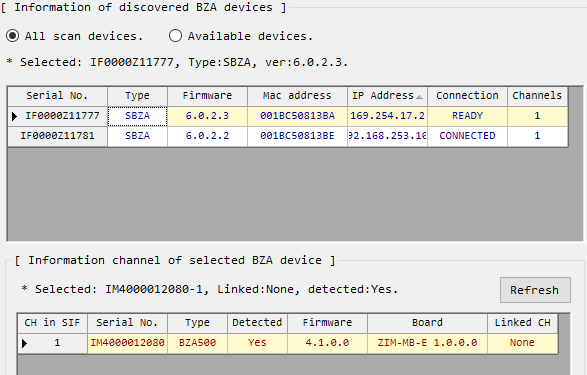 [ Information of discovered BZA devices ]
All scan devices. Available devices.
* Selected: IF0000Z11777, Type:SBZA, ver:6.0.2.3.
Serial No. Type Firmware Mac address IP Address Connection Channels
IF0000Z11777 SBZA 6.0.2.3 001BC50813BA 169.254.17.2 READY 1
IF0000Z11781 SBZA 6.0.2.2 001BC50813BE 92.168.253.16 CONNECTED 1
[ Information channel of selected BZA device ]
* Selected: IM4000012080-1, Linked:None, detected:Yes.
Refresh
CH in SIF Serial No. Type Detected Firmware Board Linked CH
1 IM4000012080 BZA500 Yes 4.1.0.0 ZIM-MB-E 1.0.0.0 None